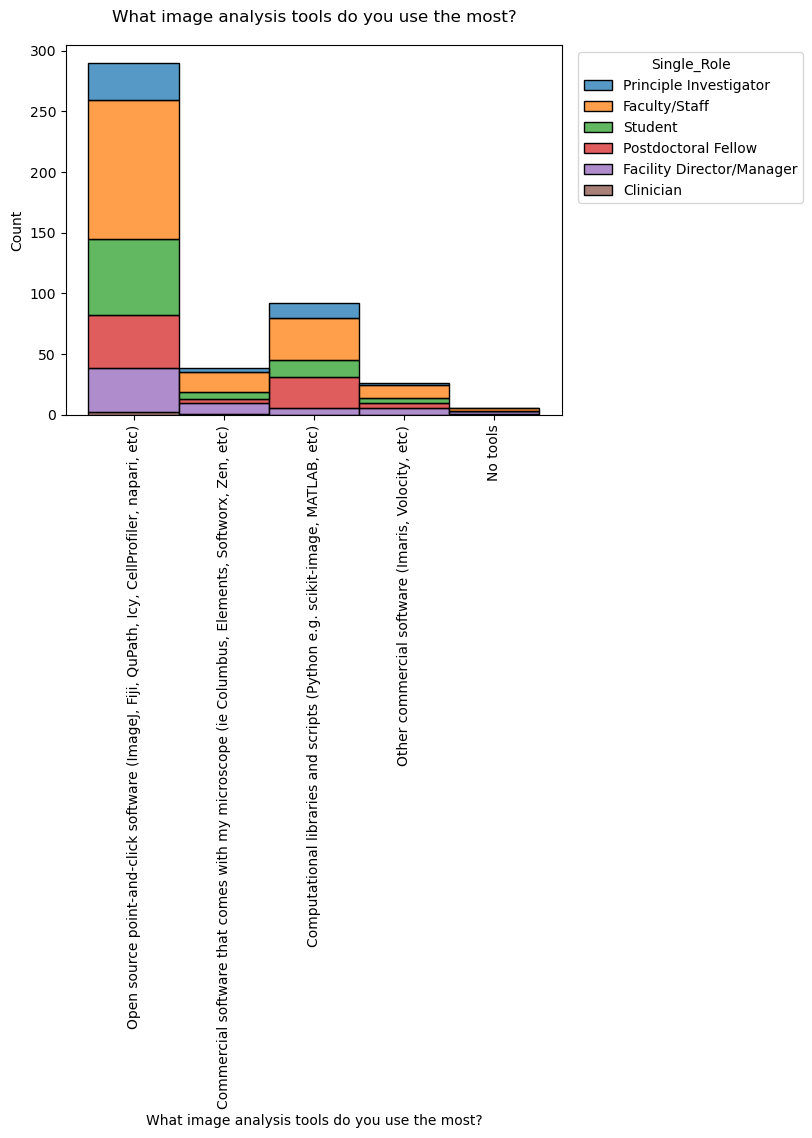 What image analysis tools do you use the most?
300
250
200
150
100
50
0
Count
Single_Role
Principle Investigator
Faculty/Staff
Student
Postdoctoral Fellow
Facility Director/Manager
Clinician
Open source point-and-click software (ImageJ, Fiji, QuPath, Icy, CellProfiler, napari, etc)
Commercial software that comes with my microscope (ie Columbus, Elements, Softworx, Zen, etc)
Computational libraries and scripts (Python e.g. scikit-image, MATLAB, etc)
Other commercial software (Imaris, Volocity, etc)
No tools
What image analysis tools do you use the most?